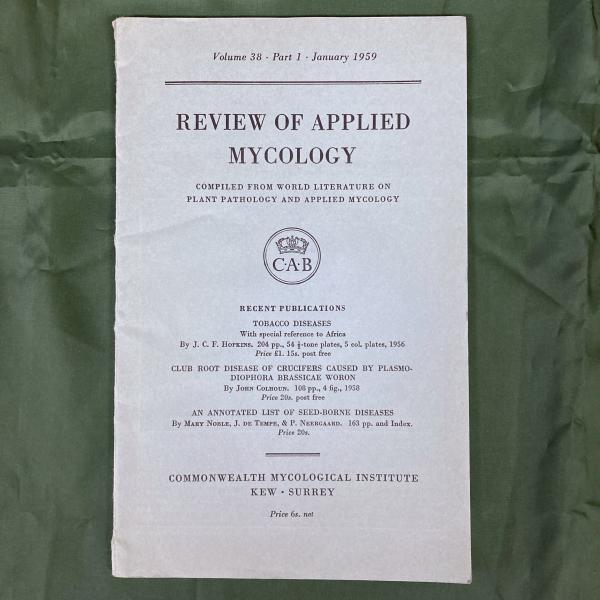 Volume 38 · Part 1 · January 1959
REVIEW OF APPLIED
MYCOLOGY
COMPILED FROM WORLD LITERATURE ON
PLANT PATHOLOGY AND APPLIED MYCOLOGY
C·A·B
RECENT PUBLICATIONS
TOBACCO DISEASES
With special reference to Africa
By J. C. F. HOPKINS. 204 pp., 54 ½-tone plates, 5 col. plates, 1956
Price £1. 15s. post free
CLUB ROOT DISEASE OF CRUCIFERS CAUSED BY PLASMO-
DIOPHORA BRASSICAE WORON
By JOHN COLHOUN. 108 pp., 4 fig., 1958
Price 20s. post free
AN ANNOTATED LIST OF SEED-BORNE DISEASES
By MARY NOBLE, J. DE TEMPE, & P. NEERGAARD. 163 pp. and Index.
Price 20s.
COMMONWEALTH MYCOLOGICAL INSTITUTE
KEW · SURREY
Price 6s. net